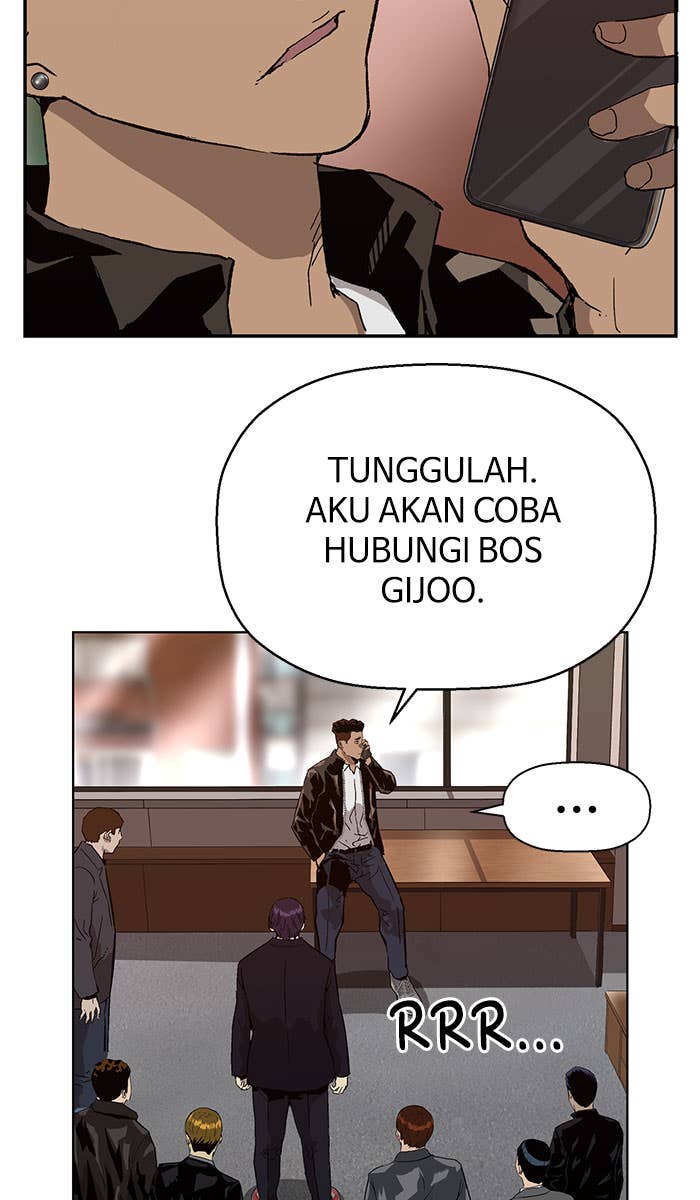 TUNGGULAH.
AKU AKAN COBA
HUBUNGI BOS
GIJOO.
...
RRR...